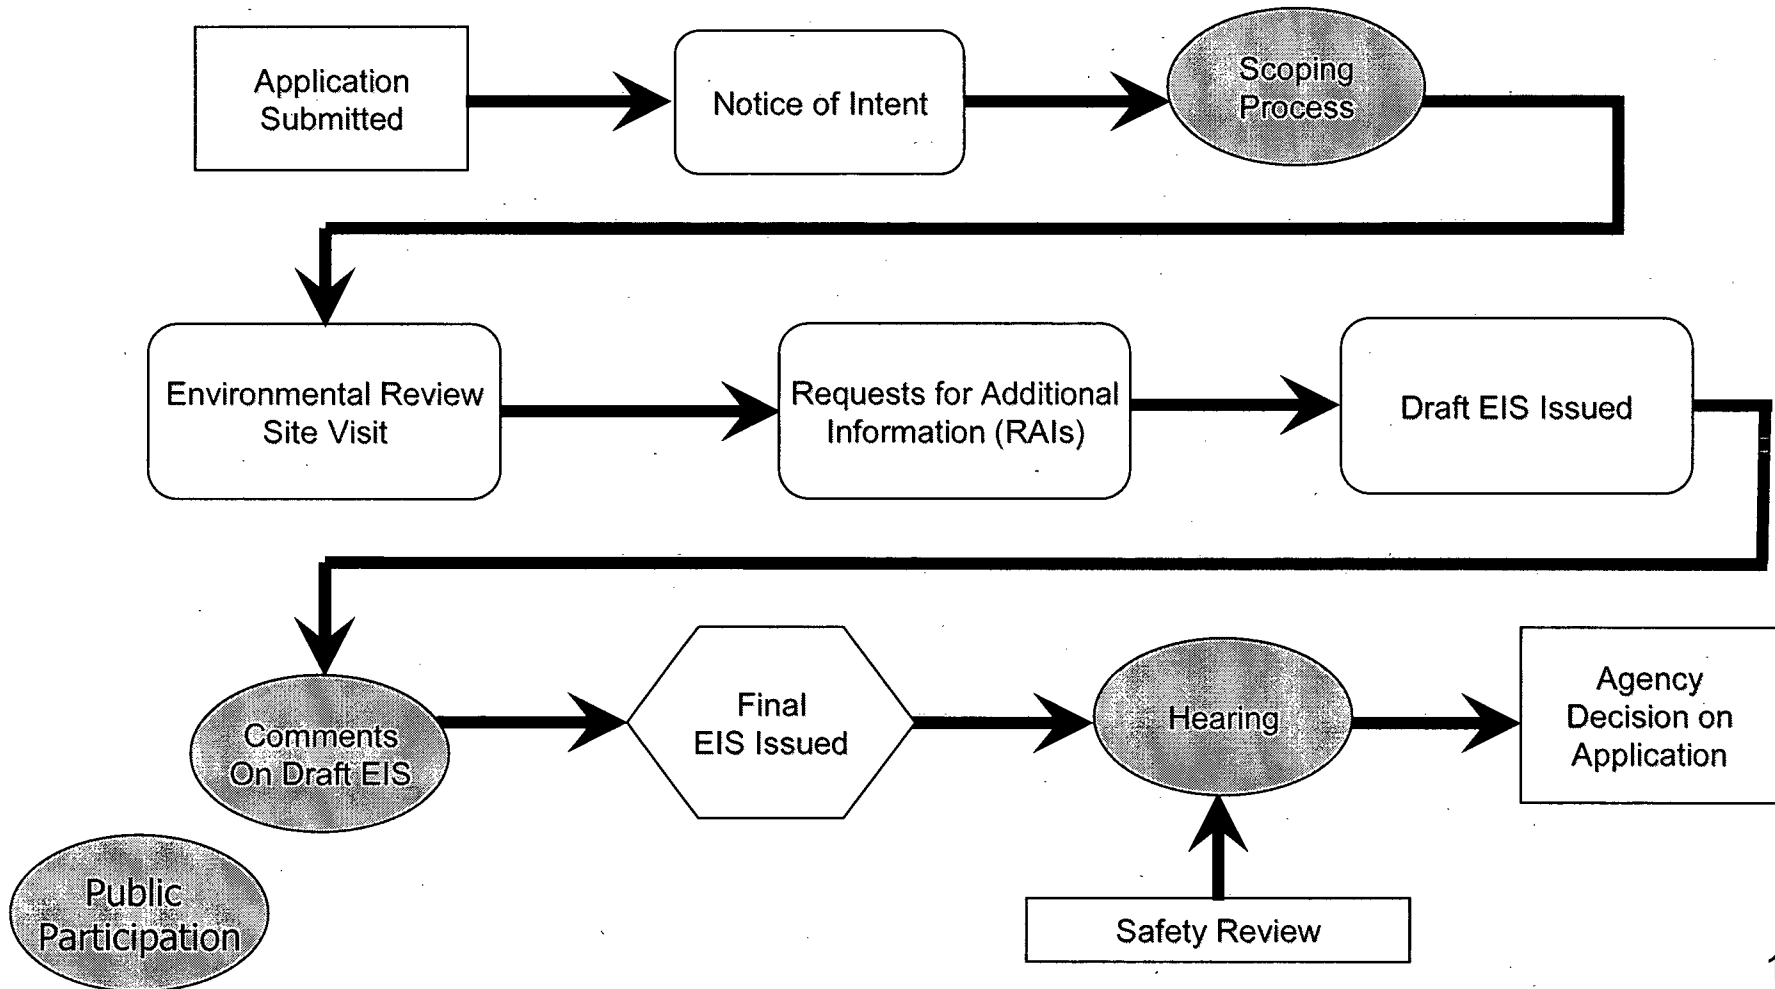 Application
Submitted
Notice of Intent
Scoping
Process
Environmental Review
Site Visit
Requests for Additional
Information (RAIs)
Draft EIS Issued
Comments
On Draft EIS
Final
EIS Issued
Hearing
Agency
Decision on
Application
Public
Participation
Safety Review